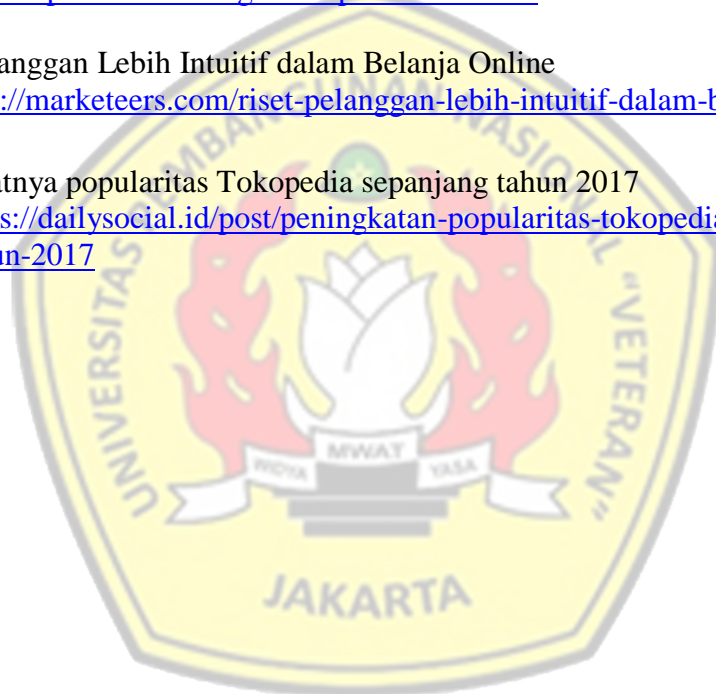 anggan Lebih Intuitif dalam Belanja Online
://marketeers.com/riset-pelanggan-lebih-intuitif-dalam-b
atnya popularitas Tokopedia sepanjang tahun 2017
s://dailysocial.id/post/peningkatan-popularitas-tokopedia
un-2017
UNIVERSITAS PEMBANGUNAN NASIONAL "VETERAN"
WIDYA MWAT YASA
JAKARTA